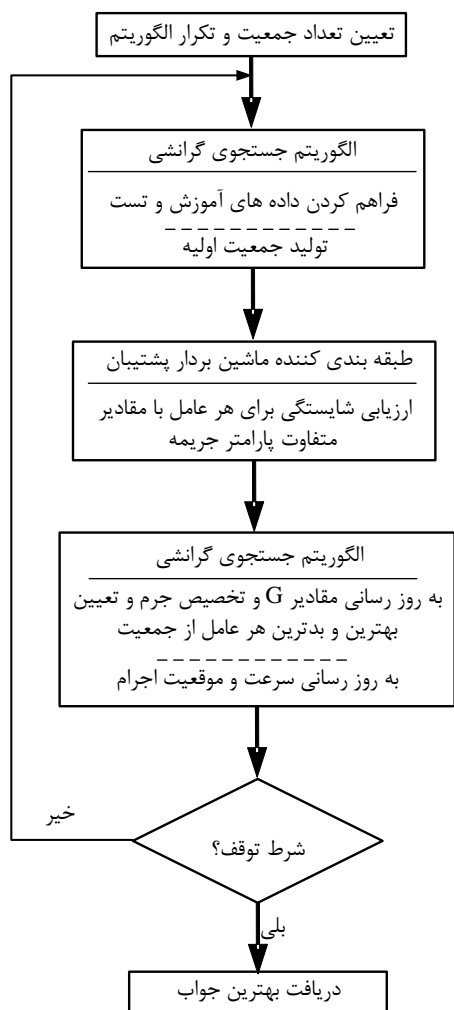 تعیین تعداد جمعیت و تکرار الگوریتم
الگوریتم جستجوی گرانشی
فراهم کردن داده های آموزش و تست
تولید جمعیت اولیه
طبقه بندی کننده ماشین بردار پشتیبان
ارزیابی شایستگی برای هر عامل با مقادیر
متفاوت پارامتر جریمه
الگوریتم جستجوی گرانشی
به روز رسانی مقادیر G و تخصیص جرم و تعیین
بهترین و بدترین هر عامل از جمعیت
به روز رسانی سرعت و موقعیت اجرام
خیر
شرط توقف؟
بلی
دریافت بهترین جواب